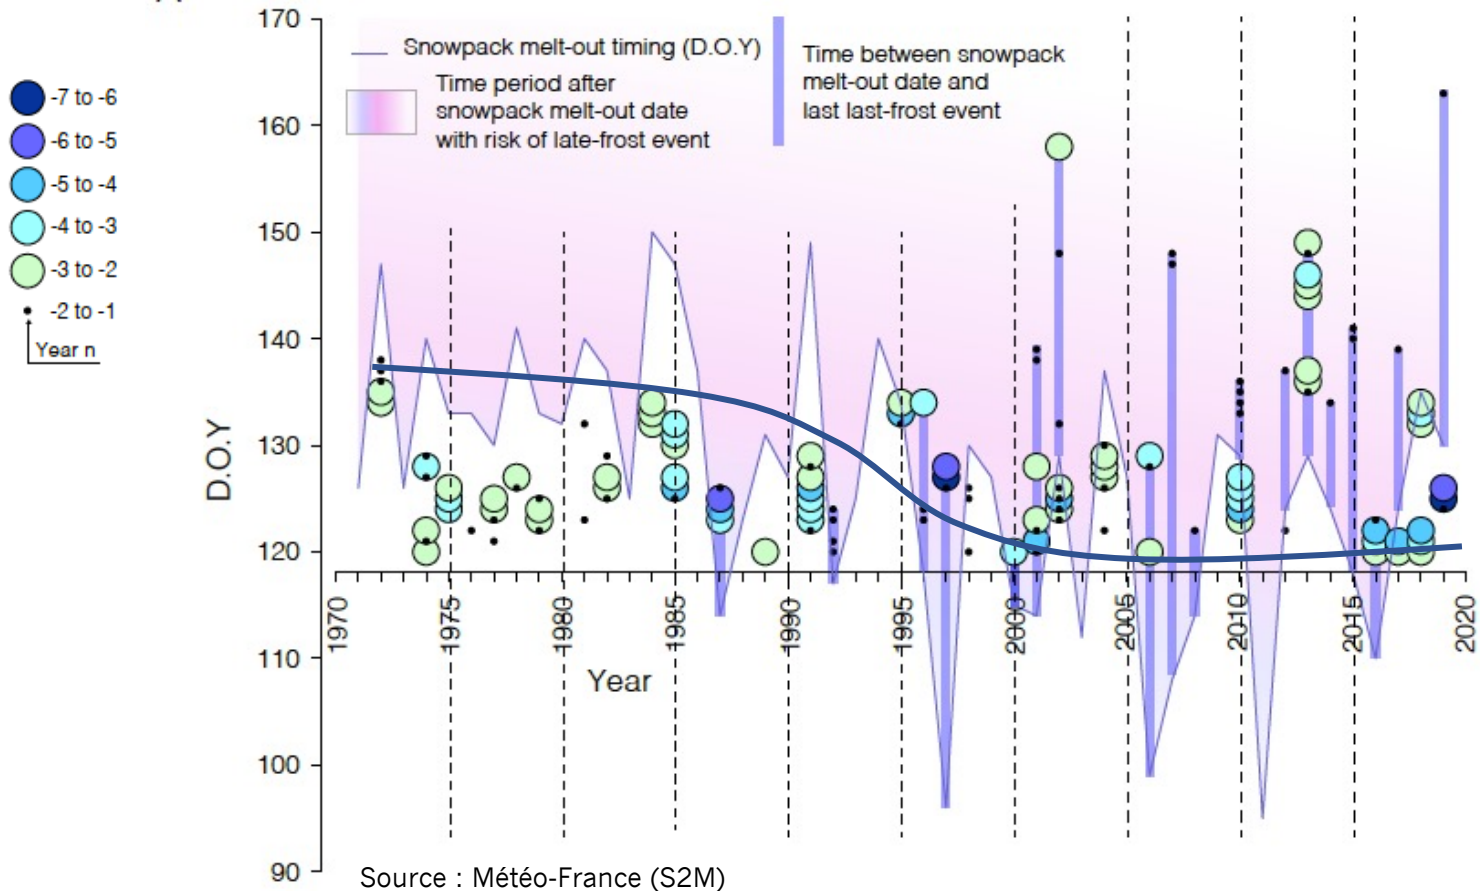 170
Snowpack melt-out timing (D.O.Y)
Time period after
snowpack melt-out date
with risk of late-frost event
Time between snowpack
melt-out date and
last last-frost event
-7 to -6
-6 to -5
-5 to -4
-4 to -3
-3 to -2
-2 to -1
Year n
160
150
140
130
120
110
100
90
D.O.Y
1970
1975
1980
1985
1990
1995
2000
2005
2010
2015
2020
Year
Source : Météo-France (S2M)